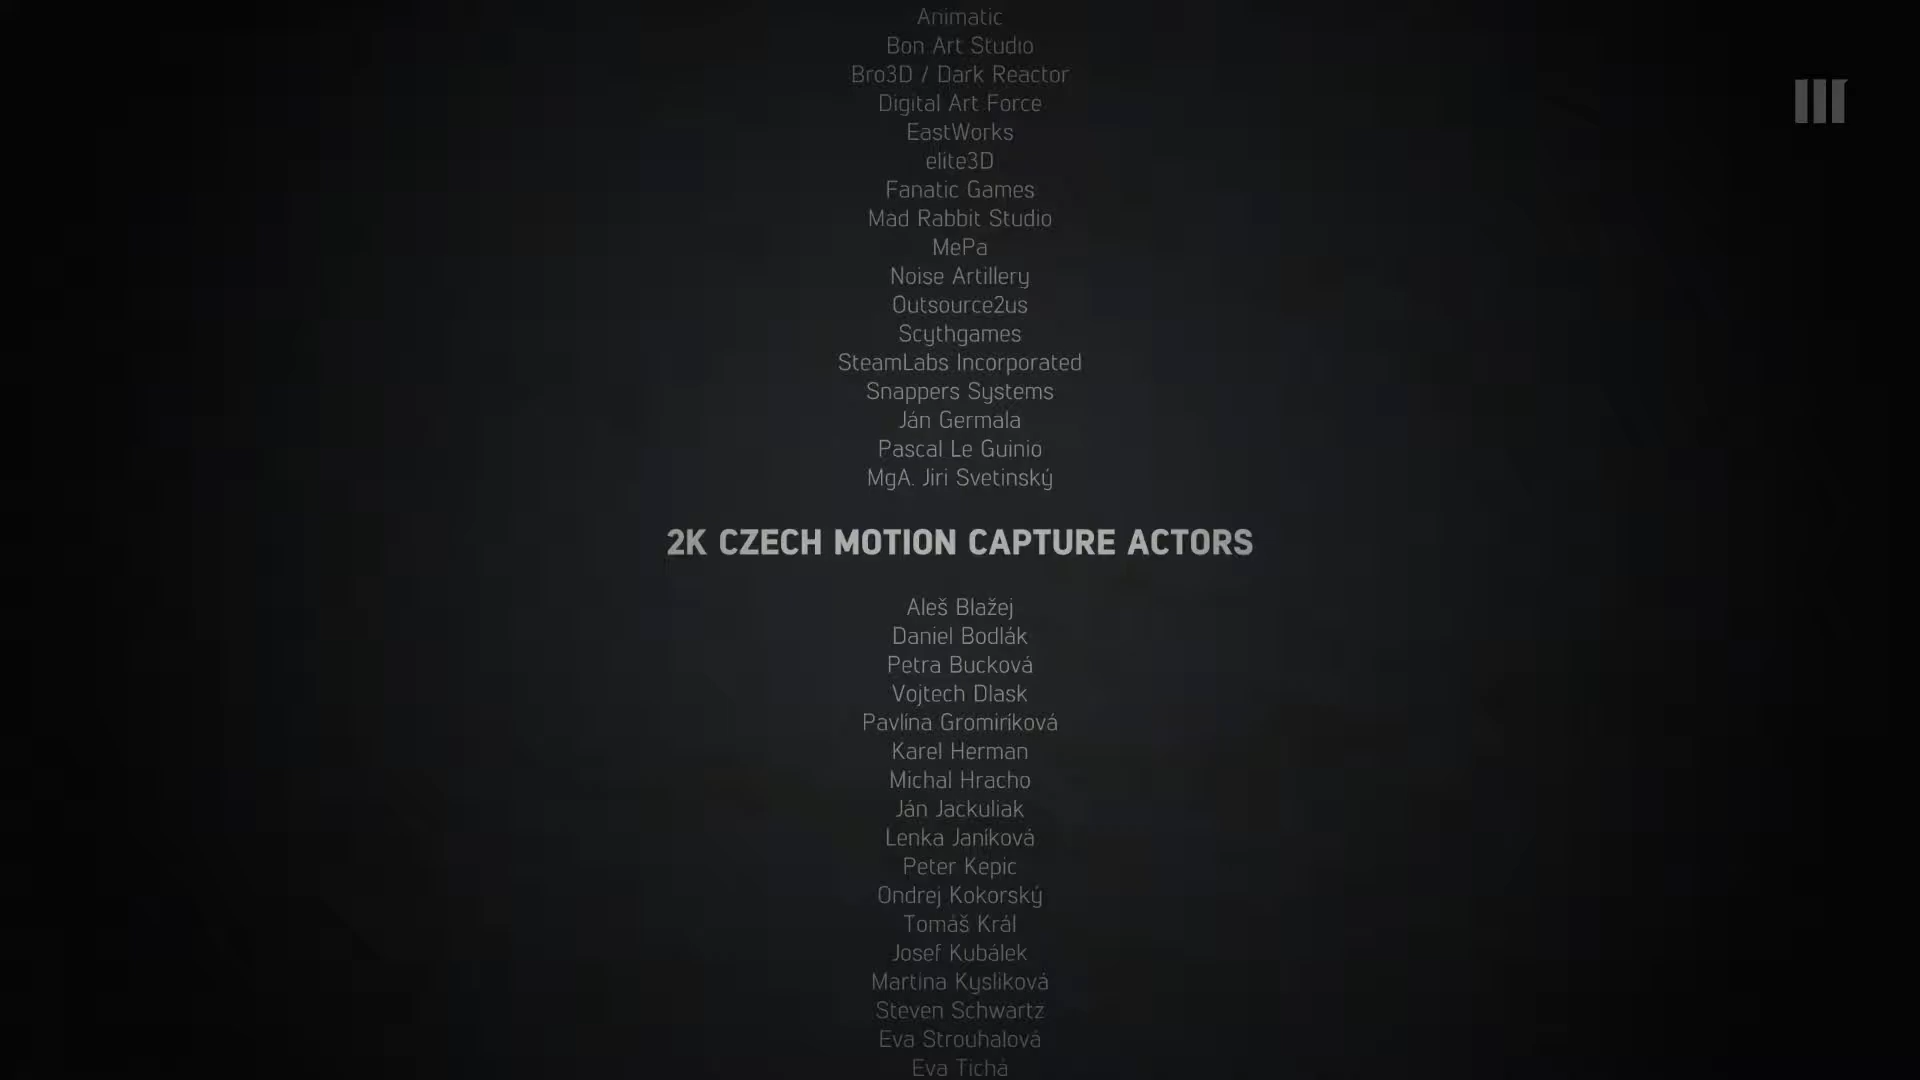 Animatic
Bon Art Studio
Bro3D / Dark Reactor
Digital Art Force
EastWorks
elite3D
Fanatic Games
Mad Rabbit Studio
MePa
Noise Artillery
Outsource2us
Scythgames
SteamLabs Incorporated
Snappers Systems
Ján Germala
Pascal Le Guinio
MgA. Jiri Svetinský
2K CZECH MOTION CAPTURE ACTORS
Aleš Blažej
Daniel Bodlák
Petra Bucková
Vojtech Dlask
Pavlína Gromiríková
Karel Herman
Michal Hracho
Ján Jackuliak
Lenka Janíková
Peter Kepic
Ondrej Kokorský
Tomáš Král
Josef Kubálek
Martina Kyslíková
Steven Schwartz
Eva Strouhalová
Eva Tichá